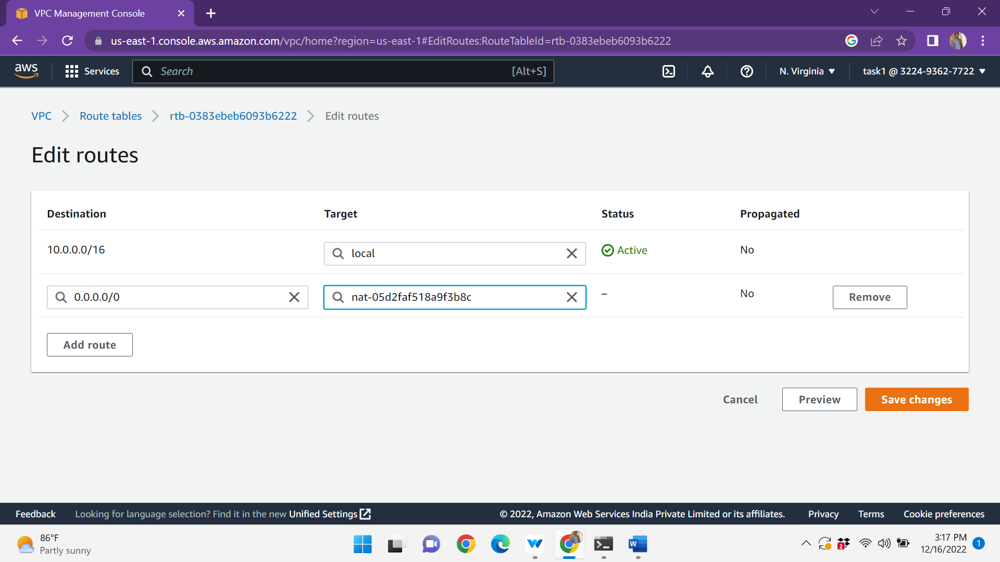 VPC Management Console
us-east-1.console.aws.amazon.com/vpc/home?region=us-east-1#EditRoutes:RouteTableId=rtb-0383ebeb6093b6222
aws
Services
Search
[Alt+S]
N. Virginia
task1 @ 3224-9362-7722
VPC
Route tables
rtb-0383ebeb6093b6222
Edit routes
Edit routes
Destination Target Status Propagated
10.0.0.0/16 local Active No
0.0.0.0/0 nat-05d2faf518a9f3b8c – No Remove
Add route
Cancel Preview Save changes
Feedback Looking for language selection? Find it in the new Unified Settings © 2022, Amazon Web Services India Private Limited or its affiliates. Privacy Terms Cookie preferences
86°F
Partly sunny
W
2
3:17 PM
12/16/2022
1